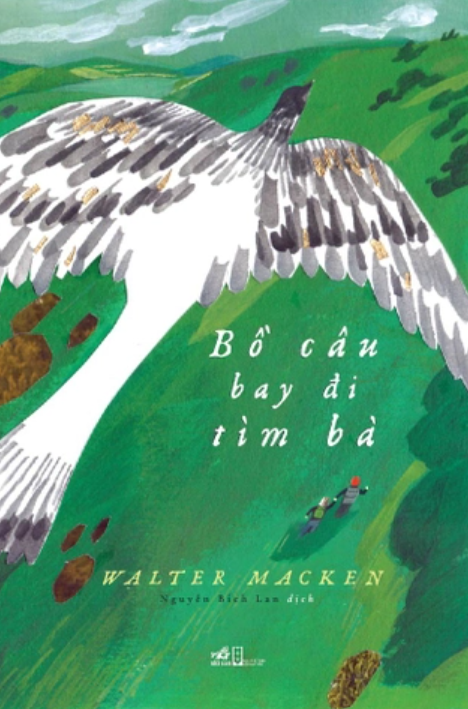 Bồ câu
bay đi
tìm bà
WALTER MACKEN
Nguyễn Bích Lan dịch